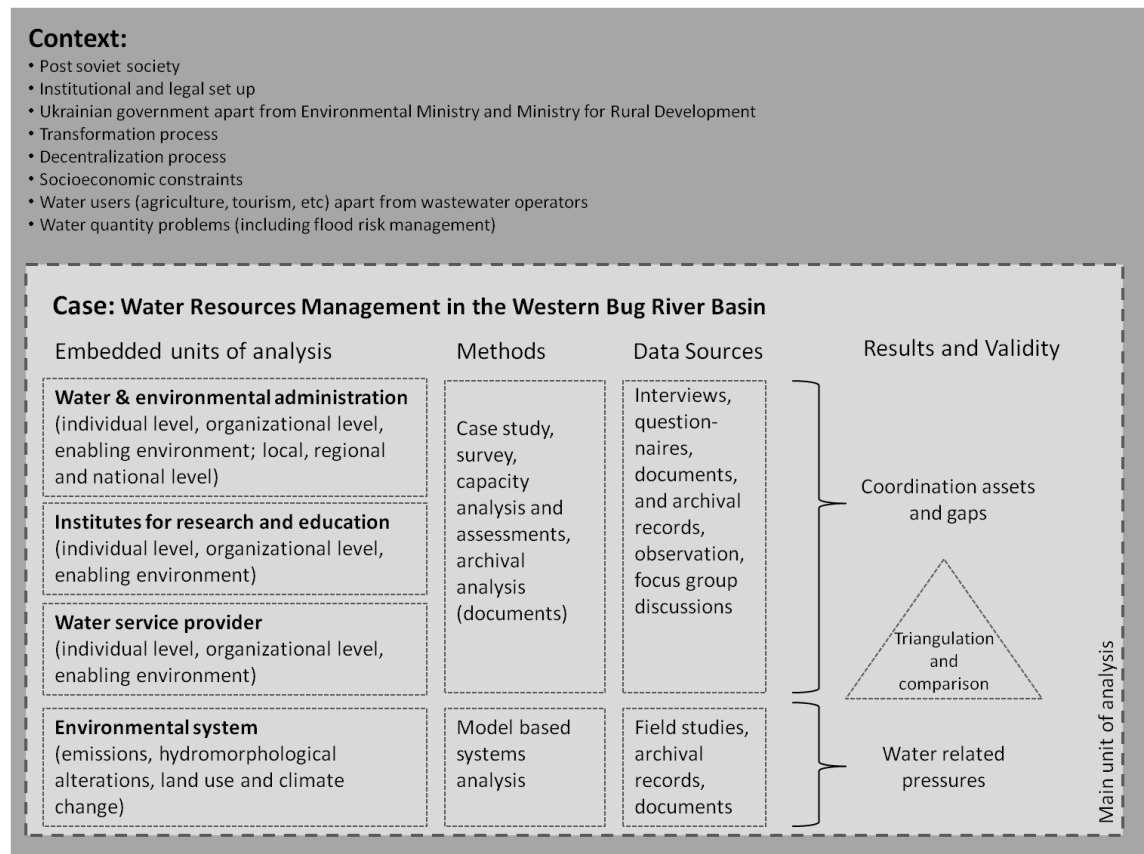 Context:
• Post soviet society
• Institutional and legal set up
• Ukrainian government apart from Environmental Ministry and Ministry for Rural Development
• Transformation process
• Decentralization process
• Socioeconomic constraints
• Water users (agriculture, tourism, etc) apart from wastewater operators
• Water quantity problems (including flood risk management)
Case: Water Resources Management in the Western Bug River Basin
Embedded units of analysis
Methods
Data Sources
Results and Validity
Water & environmental administration
(individual level, organizational level,
enabling environment; local, regional
and national level)
Institutes for research and education
(individual level, organizational level,
enabling environment)
Water service provider
(individual level, organizational level,
enabling environment)
Case study,
survey,
capacity
analysis and
assessments,
archival
analysis
(documents)
Interviews,
question-
naires,
documents,
and archival
records,
observation,
focus group
discussions
Coordination assets
and gaps
Triangulation
and
comparison
Environmental system
(emissions, hydromorphological
alterations, land use and climate
change)
Model based
systems
analysis
Field studies,
archival
records,
documents
Water related
pressures
Main unit of analysis